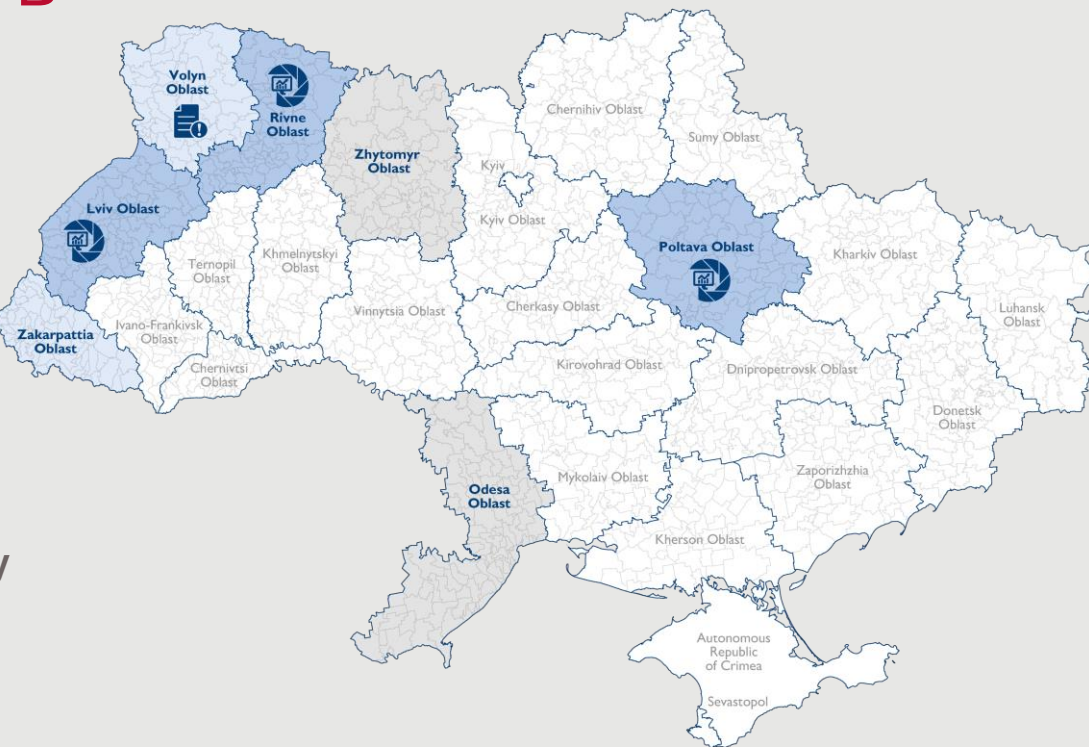 Volyn
Oblast
Rivne
Oblast
Zhytomyr
Oblast
Chernihiv Oblast
Sumy Oblast
Kyiv
Kyiv Oblast
Lviv Oblast
Ternopil
Oblast
Khmelnytskyi
Oblast
Poltava Oblast
Kharkiv Oblast
Luhansk
Oblast
Zakarpattia
Oblast
Ivano-Frankivsk
Oblast
Chernivtsi
Oblast
Vinnytsia Oblast
Cherkasy Oblast
Kirovohrad Oblast
Dnipropetrovsk Oblast
Donetsk
Oblast
Odesa
Oblast
Mykolaiv Oblast
Zaporizhzhia
Oblast
Kherson Oblast
Autonomous
Republic
of Crimea
Sevastopol